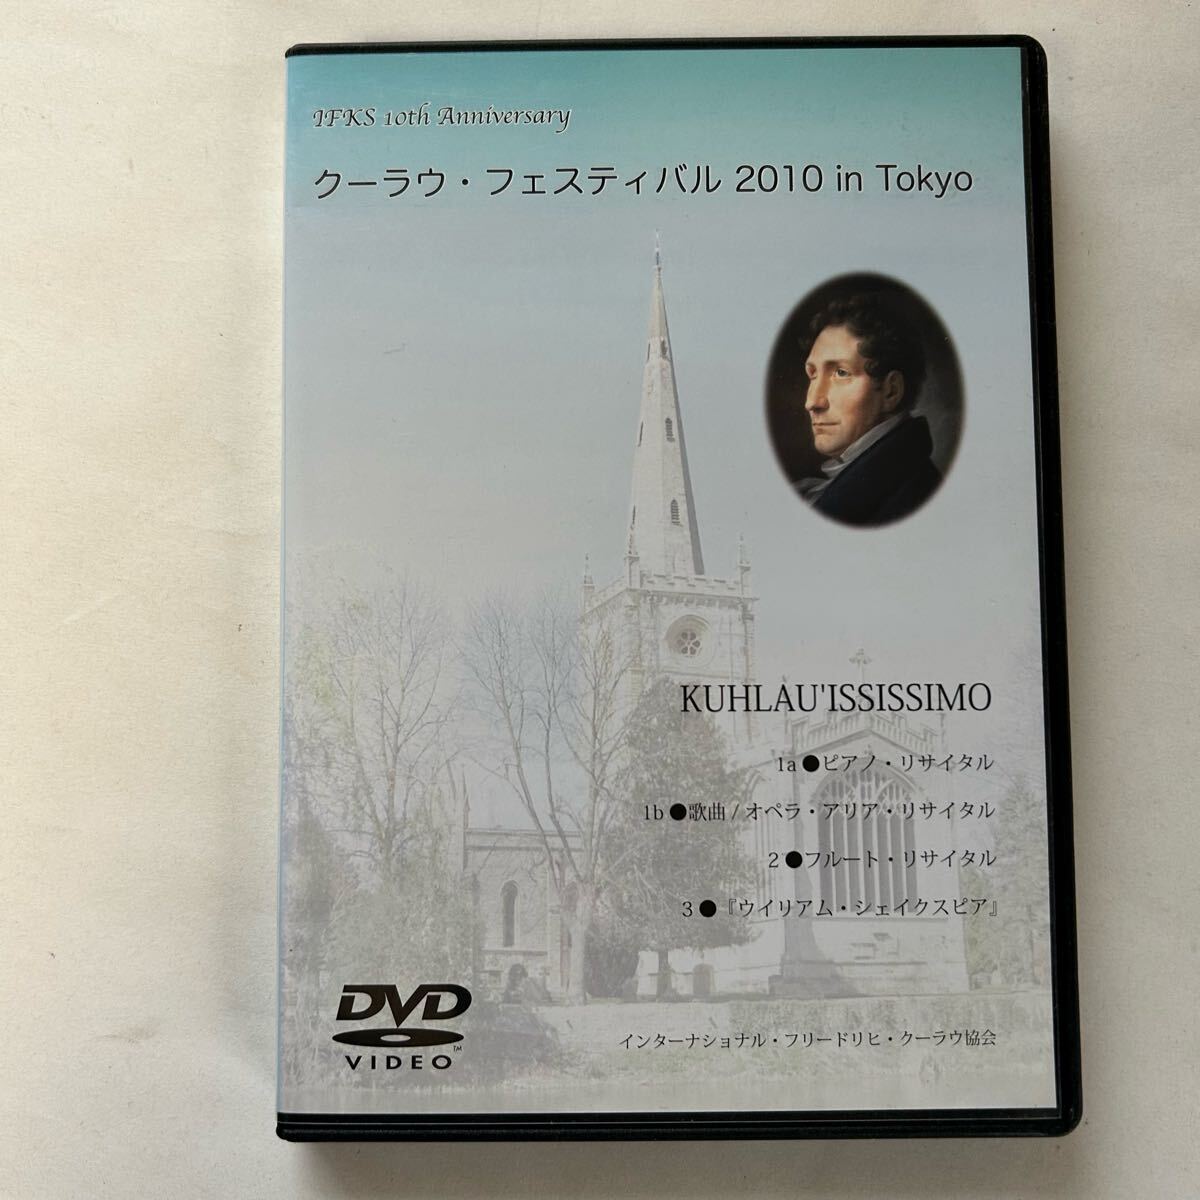 IFKS 10th Anniversary
クーラウ・フェスティバル 2010 in Tokyo
KUHLAU'ISSISSIMO
1a●ピアノ・リサイタル
1b●歌曲 / オペラ・アリア・リサイタル
2●フルート・リサイタル
3●『ウイリアム・シェイクスピア』
DVD
VIDEO™
インターナショナル・フリードリヒ・クーラウ協会